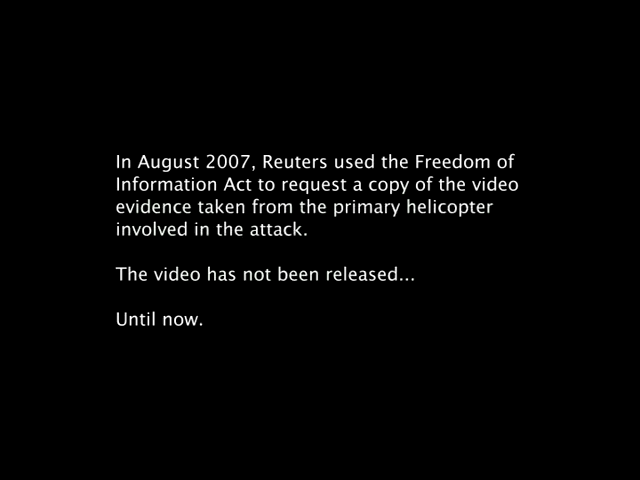 In August 2007, Reuters used the Freedom of
Information Act to request a copy of the video
evidence taken from the primary helicopter
involved in the attack.
The video has not been released...
Until now.